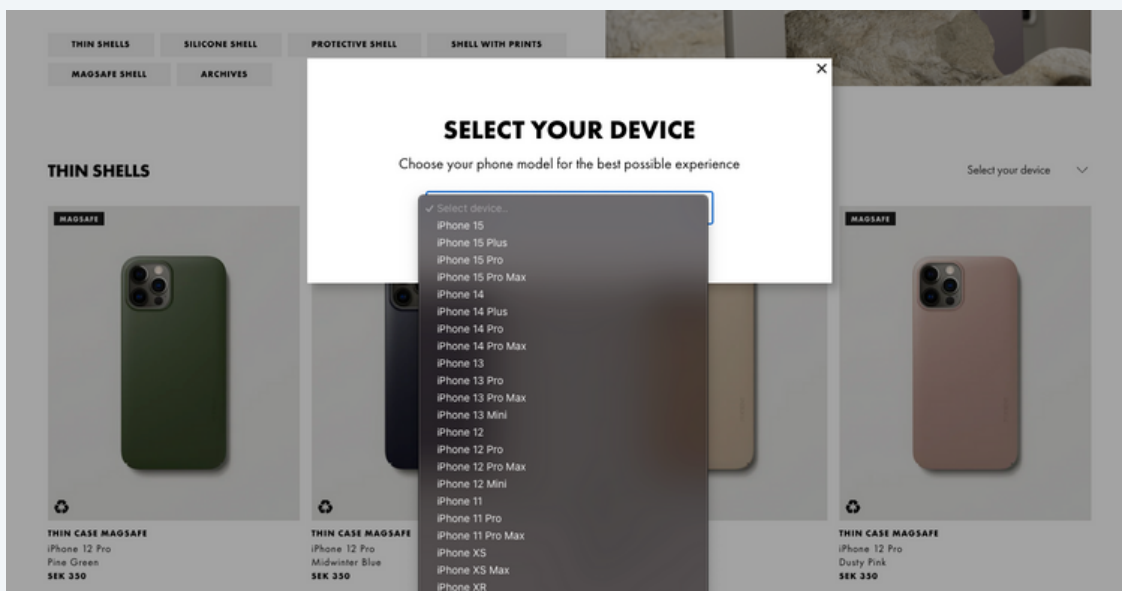 THIN SHELLS
SILICONE SHELL
PROTECTIVE SHELL
SHELL WITH PRINTS
MAGSAFE SHELL
ARCHIVES
SELECT YOUR DEVICE
Choose your phone model for the best possible experience
THIN SHELLS
Select your device
MAGSAFE
MAGSAFE
✓ Select device..
iPhone 15
iPhone 15 Plus
iPhone 15 Pro
iPhone 15 Pro Max
iPhone 14
iPhone 14 Plus
iPhone 14 Pro
iPhone 14 Pro Max
iPhone 13
iPhone 13 Pro
iPhone 13 Pro Max
iPhone 13 Mini
iPhone 12
iPhone 12 Pro
iPhone 12 Pro Max
iPhone 12 Mini
iPhone 11
iPhone 11 Pro
iPhone 11 Pro Max
iPhone XS
iPhone XS Max
iPhone XR
THIN CASE MAGSAFE
iPhone 12 Pro
Pine Green
SEK 350
THIN CASE MAGSAFE
iPhone 12 Pro
Midwinter Blue
SEK 350
THIN CASE MAGSAFE
iPhone 12 Pro
Dusty Pink
SEK 350